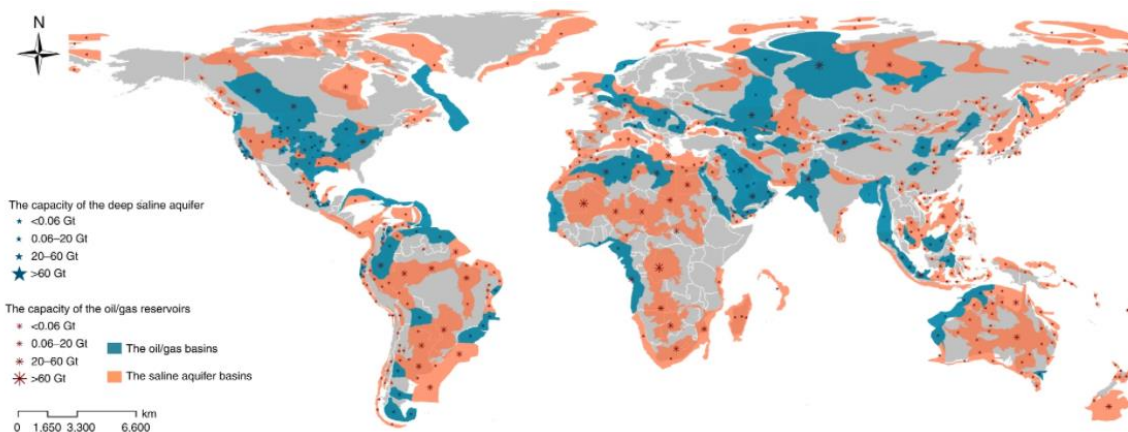 N
The capacity of the deep saline aquifer
<0.06 Gt
0.06–20 Gt
20–60 Gt
>60 Gt
The capacity of the oil/gas reservoirs
<0.06 Gt
0.06–20 Gt
20–60 Gt
>60 Gt
The oil/gas basins
The saline aquifer basins
km
0 1.650 3.300 6.600